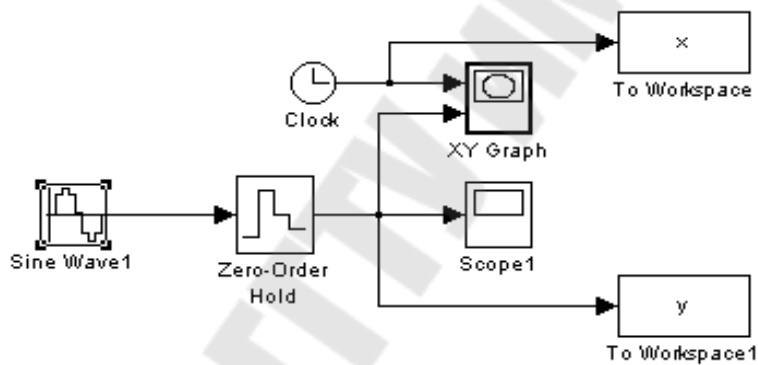 x
To Workspace
Clock
XY Graph
Sine Wave1
Zero-Order
Hold
Scope1
y
To Workspace1